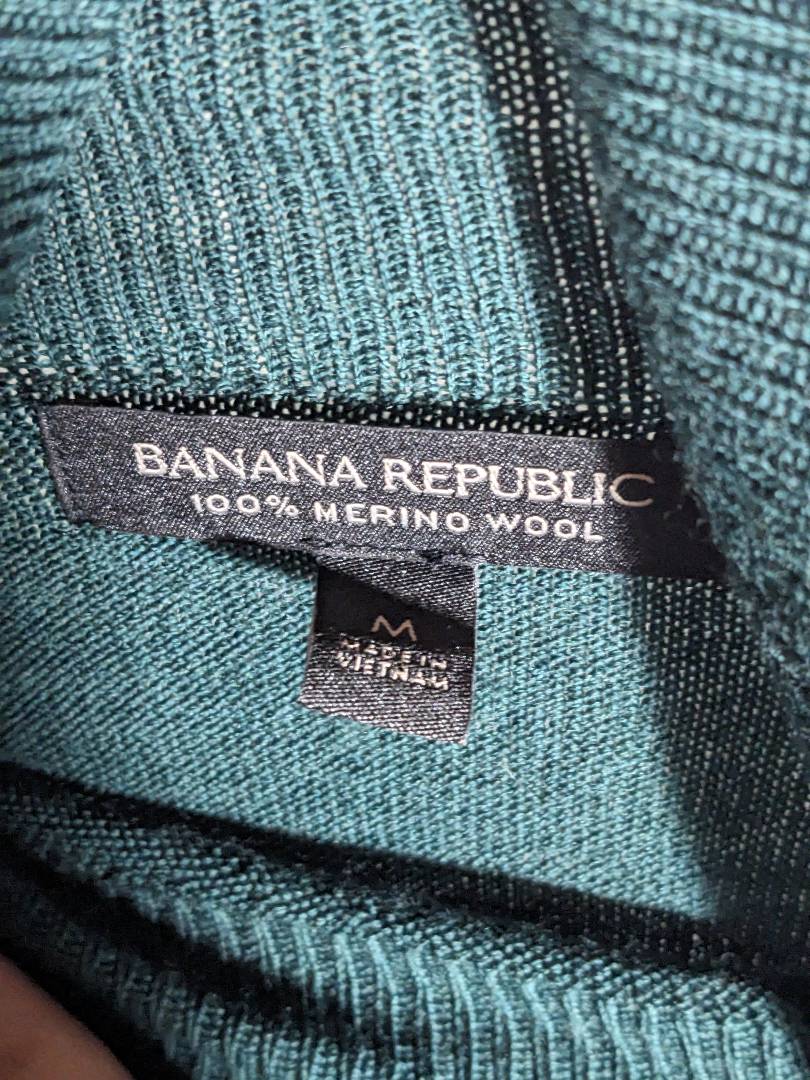 BANANA REPUBLIC
100% MERINO WOOL
M
MADE IN
VIETNAM